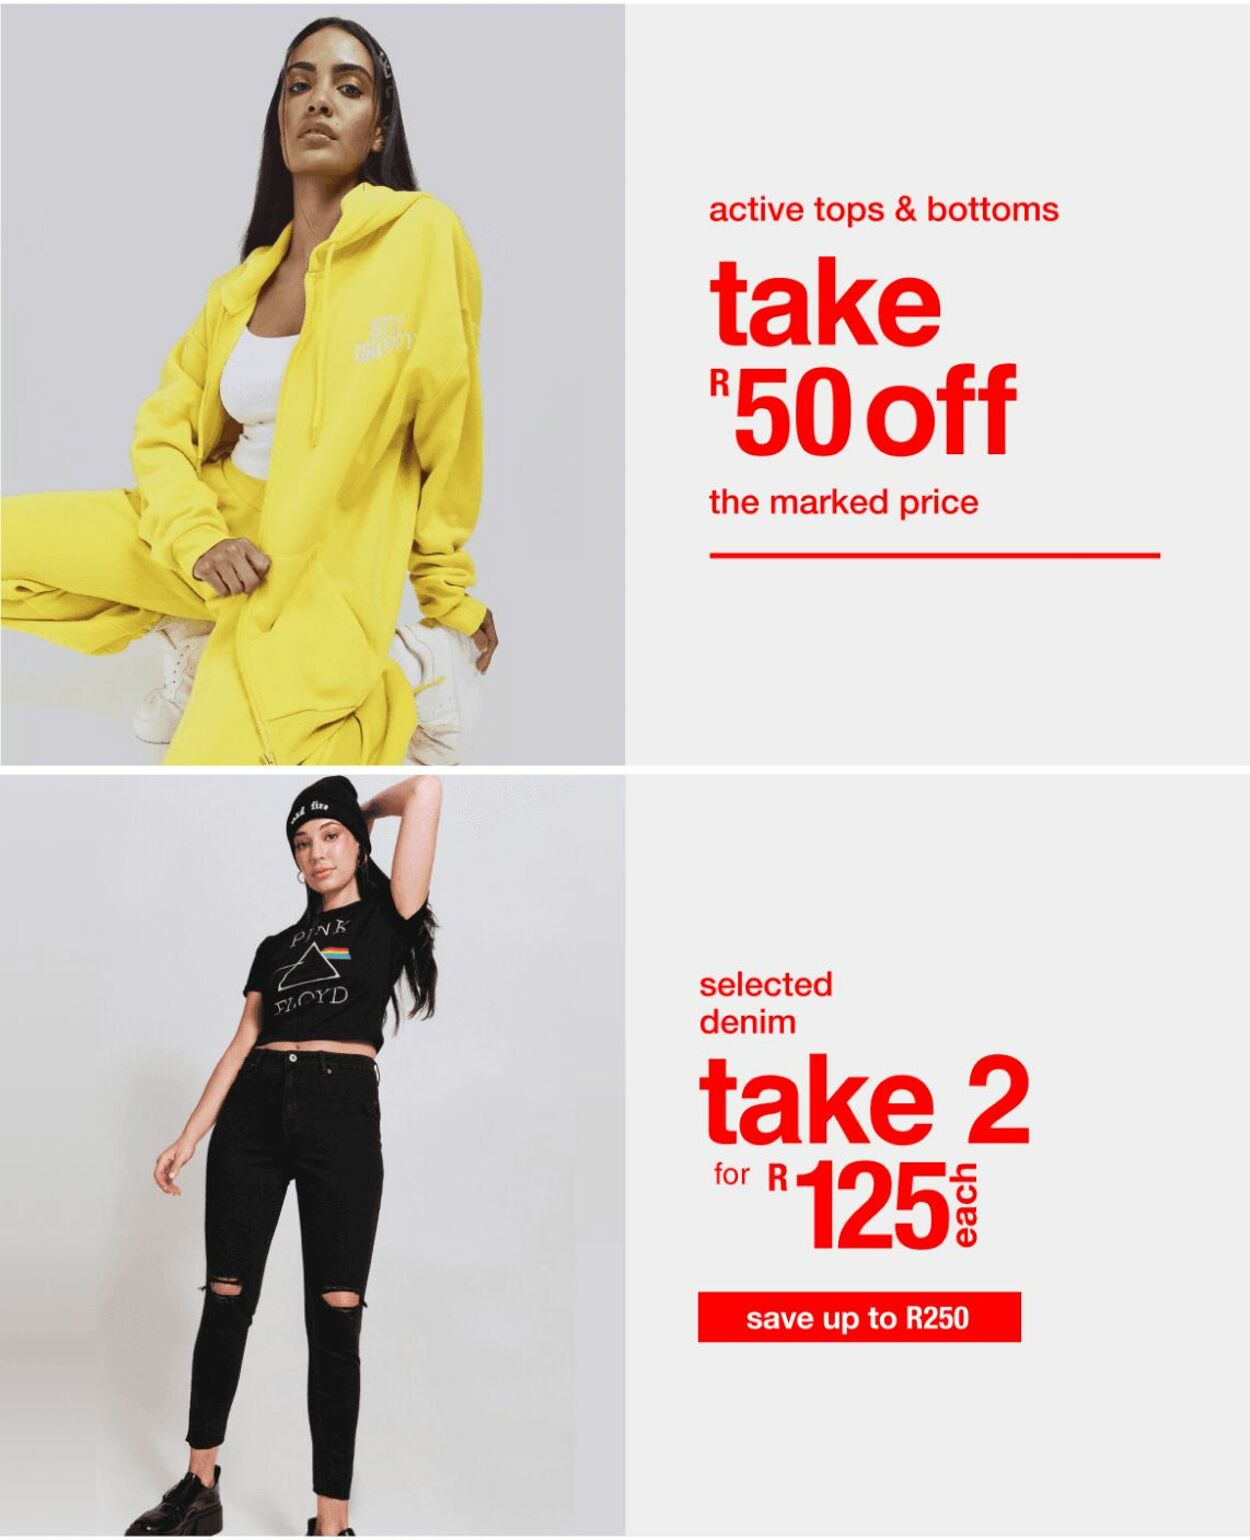 active tops & bottoms
take
R50 off
the marked price
PINK
FLOYD
selected
denim
take 2
for R125 each
save up to R250